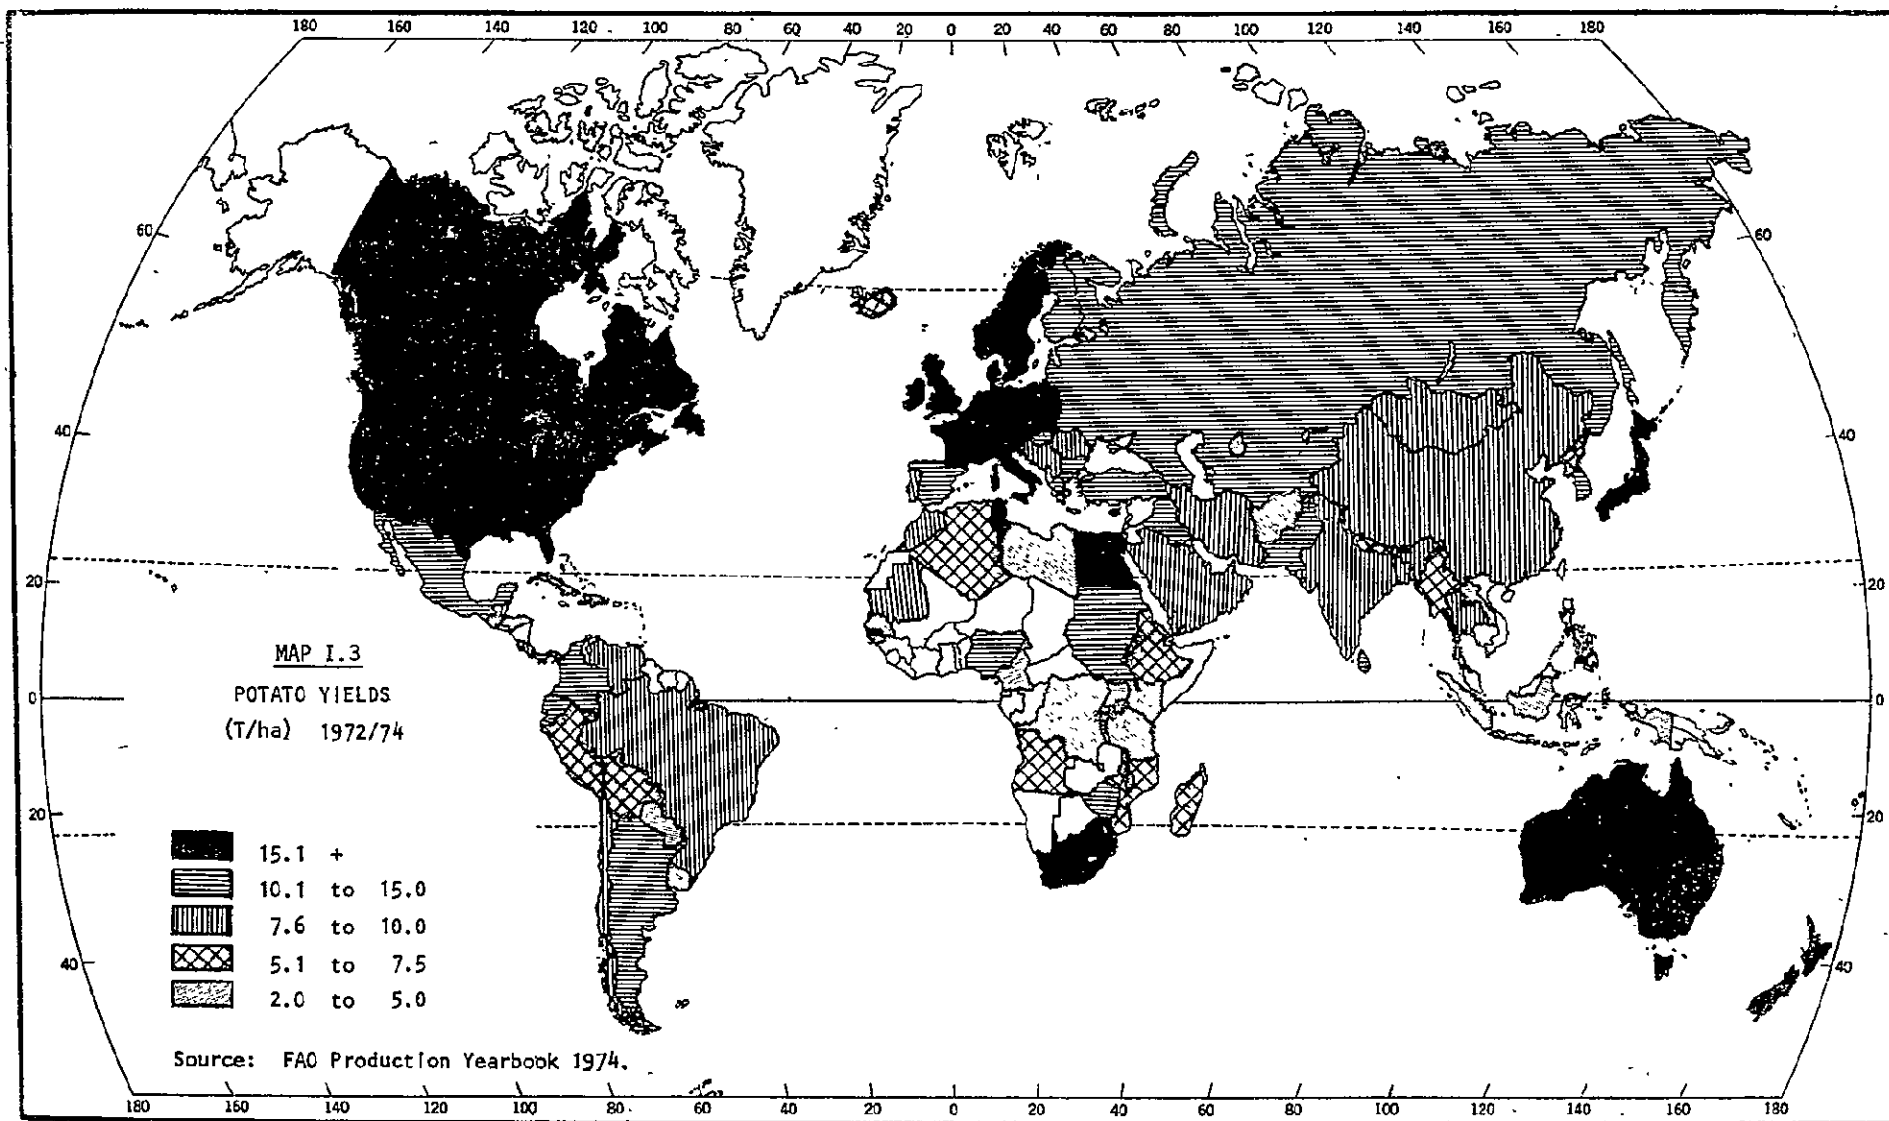 180 160 140 120 100 80 60 40 20 0 20 40 60 80 100 120 140 160 180
60 60
40 40
20 20
0 0
20 20
40 40
MAP I.3
POTATO YIELDS
(T/ha) 1972/74
15.1 +
10.1 to 15.0
7.6 to 10.0
5.1 to 7.5
2.0 to 5.0
Source: FAO Production Yearbook 1974.
180 160 140 120 100 80 60 40 20 0 20 40 60 80 100 120 140 160 180